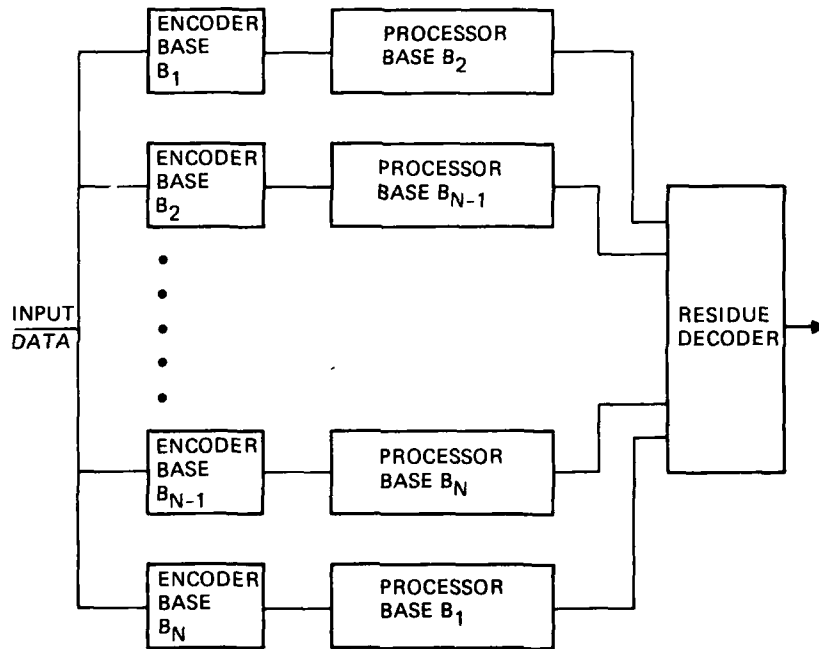 ENCODER
BASE
B1
PROCESSOR
BASE B2
ENCODER
BASE
B2
PROCESSOR
BASE BN-1
INPUT
DATA
RESIDUE
DECODER
ENCODER
BASE
BN-1
PROCESSOR
BASE BN
ENCODER
BASE
BN
PROCESSOR
BASE B1